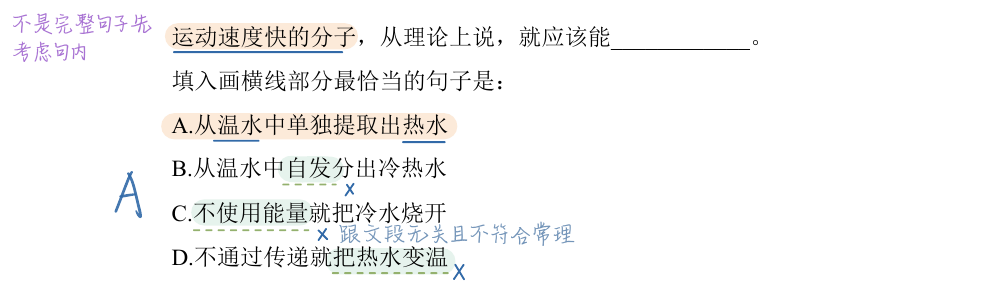 不是完整句子先
考虑句内
运动速度快的分子，从理论上说，就应该能____________。
填入画横线部分最恰当的句子是：
A.从温水中单独提取出热水
B.从温水中自发分出冷热水
A
C.不使用能量就把冷水烧开
跟文段无关且不符合常理
D.不通过传递就把热水变温